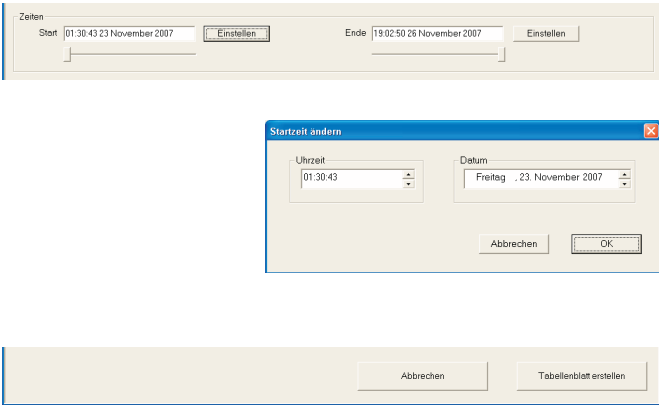 Zeiten
Start 01:30:43 23 November 2007 Einstellen Ende 19:02:50 26 November 2007 Einstellen
Startzeit ändern
Uhrzeit Datum
01:30:43 Freitag , 23. November 2007
Abbrechen OK
Abbrechen Tabellenblatt erstellen